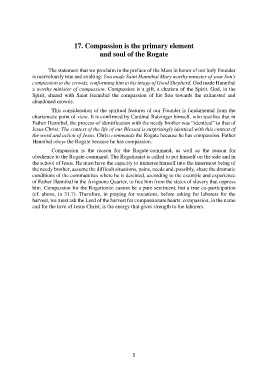 17. Compassion is the primary element
and soul of the Rogate
The statement that we proclaim in the preface of the Mass in honor of our holy Founder
is marvelously true and exalting: You made Saint Hannibal Mary worthy minister of your Son's
compassion to the crowds, conforming him to his image of Good Shepherd. God made Hannibal
a worthy minister of compassion. Compassion is a gift, a charism of the Spirit. God, in the
Spirit, shared with Saint Hannibal the compassion of his Son towards the exhausted and
abandoned crowds.
This consideration of the spiritual features of our Founder is fundamental from the
charismatic point of view. It is confirmed by Cardinal Ratzinger himself, who testifies that in
Father Hannibal, the process of identification with the needy brother was "identical" to that of
Jesus Christ: The context of the life of our Blessed is surprisingly identical with this context of
the word and action of Jesus. Christ commands the Rogate because he has compassion. Father
Hannibal obeys the Rogate because he has compassion.
Compassion is the reason for the Rogate-command, as well as the reason for
obedience to the Rogate-command. The Rogationist is called to put himself on the side and in
the school of Jesus. He must have the capacity to immerse himself into the innermost being of
the needy brother, assume the difficult situations, pains, needs and, possibly, share the dramatic
conditions of the communities where he is destined, according to the example and experience
of Father Hannibal in the Avignone Quarter, to free him from the states of slavery that oppress
him. Compassion for the Rogationist cannot be a pure sentiment, but a true co-participation
(cf. above, in 31.7). Therefore, in praying for vocations, before asking for laborers for the
harvest, we must ask the Lord of the harvest for compassionate hearts: compassion, in the name
and for the love of Jesus Christ, is the energy that gives strength to the laborers.